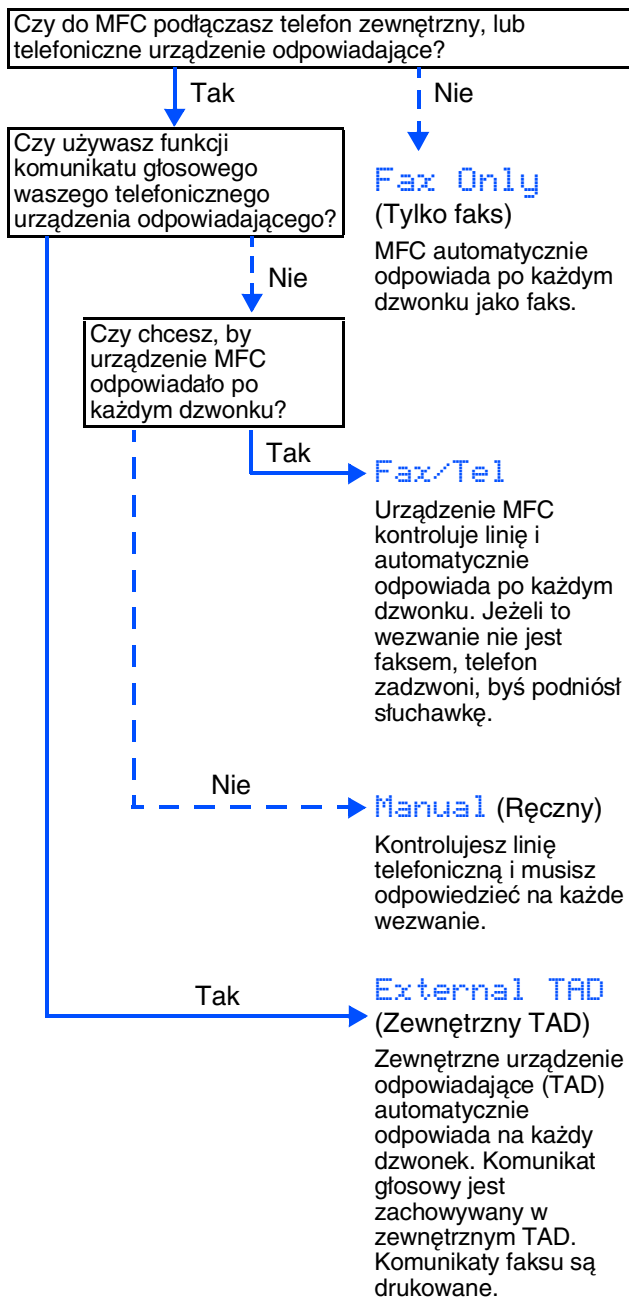 Czy do MFC podłączasz telefon zewnętrzny, lub
telefoniczne urządzenie odpowiadające?
Tak
Nie
Czy używasz funkcji
komunikatu głosowego
waszego telefonicznego
urządzenia odpowiadającego?
Fax Only
(Tylko faks)
MFC automatycznie
odpowiada po każdym
dzwonku jako faks.
Nie
Czy chcesz, by
urządzenie MFC
odpowiadało po
każdym dzwonku?
Tak
Fax/Tel
Urządzenie MFC
kontroluje linię i
automatycznie
odpowiada po każdym
dzwonku. Jeżeli to
wezwanie nie jest
faksem, telefon
zadzwoni, byś podniósł
słuchawkę.
Nie
Manual (Ręczny)
Kontrolujesz linię
telefoniczną i musisz
odpowiedzieć na każde
wezwanie.
Tak
External TAD
(Zewnętrzny TAD)
Zewnętrzne urządzenie
odpowiadające (TAD)
automatycznie
odpowiada na każdy
dzwonek. Komunikat
głosowy jest
zachowywany w
zewnętrznym TAD.
Komunikaty faksu są
drukowane.